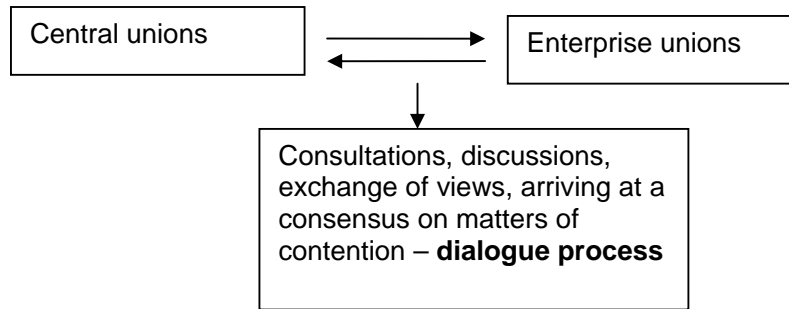 Central unions
Enterprise unions
Consultations, discussions,
exchange of views, arriving at a
consensus on matters of
contention – dialogue process